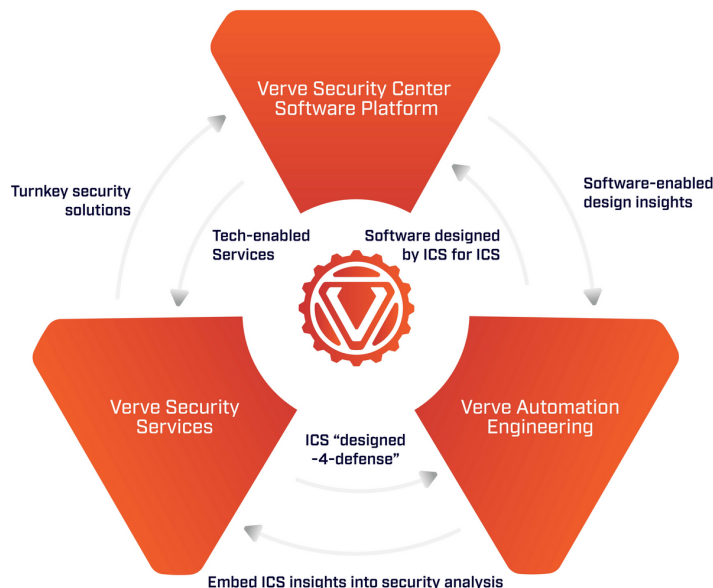 Verve Security Center
Software Platform
Turnkey security
solutions
Software-enabled
design insights
Tech-enabled
Services
Software designed
by ICS for ICS
Verve Security
Services
Verve Automation
Engineering
ICS “designed
-4-defense”
Embed ICS insights into security analysis